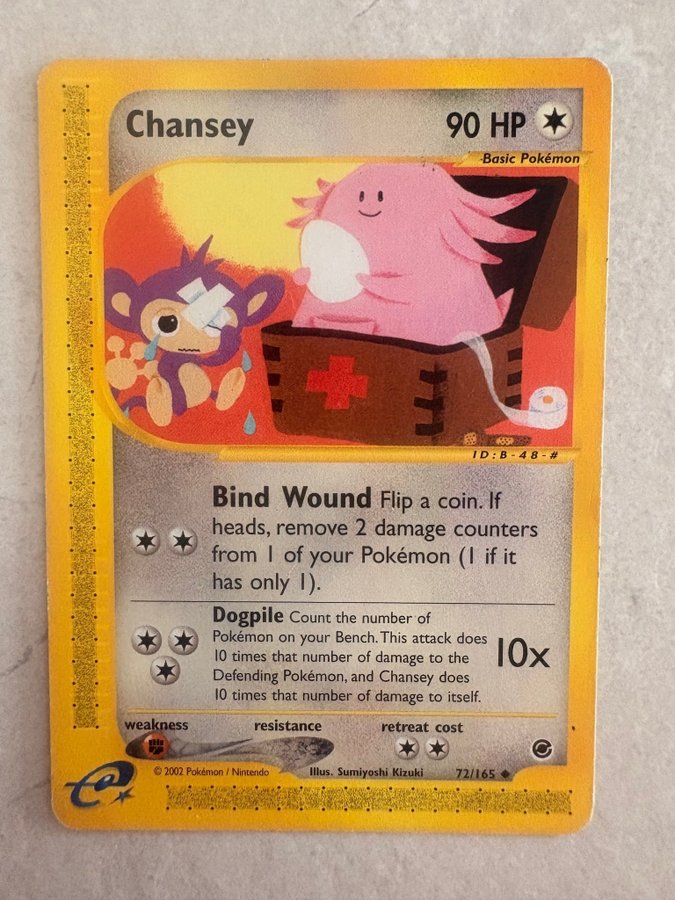 Chansey 90 HP
Basic Pokémon
ID:B-48-#
Bind Wound Flip a coin. If
heads, remove 2 damage counters
from 1 of your Pokémon (1 if it
has only 1).
Dogpile Count the number of
Pokémon on your Bench. This attack does
10 times that number of damage to the
Defending Pokémon, and Chansey does
10 times that number of damage to itself.
10x
weakness resistance retreat cost
© 2002 Pokémon / Nintendo Illus. Sumiyoshi Kizuki 72/165
e